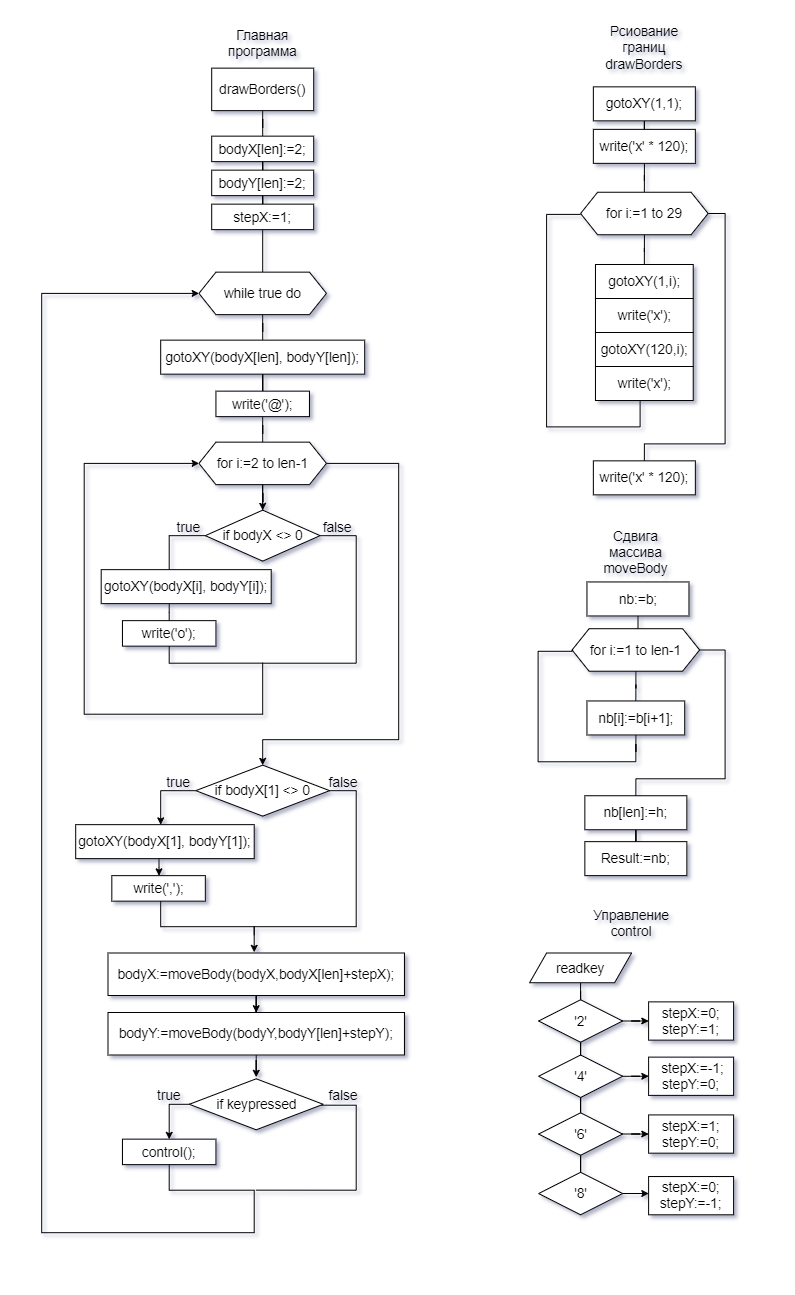 Главная
программа
drawBorders()
bodyX[len]:=2;
bodyY[len]:=2;
stepX:=1;
while true do
gotoXY(bodyX[len], bodyY[len]);
write('@');
for i:=2 to len-1
true
false
if bodyX <> 0
gotoXY(bodyX[i], bodyY[i]);
write('o');
true
false
if bodyX[1] <> 0
gotoXY(bodyX[1], bodyY[1]);
write(',');
bodyX:=moveBody(bodyX,bodyX[len]+stepX);
bodyY:=moveBody(bodyY,bodyY[len]+stepY);
true
false
if keypressed
control();
Рсиование
границ
drawBorders
gotoXY(1,1);
write('x' * 120);
for i:=1 to 29
gotoXY(1,i);
write('x');
gotoXY(120,i);
write('x');
write('x' * 120);
Сдвига
массива
moveBody
nb:=b;
for i:=1 to len-1
nb[i]:=b[i+1];
nb[len]:=h;
Result:=nb;
Управление
control
readkey
'2'
stepX:=0;
stepY:=1;
'4'
stepX:=-1;
stepY:=0;
'6'
stepX:=1;
stepY:=0;
'8'
stepX:=0;
stepY:=-1;